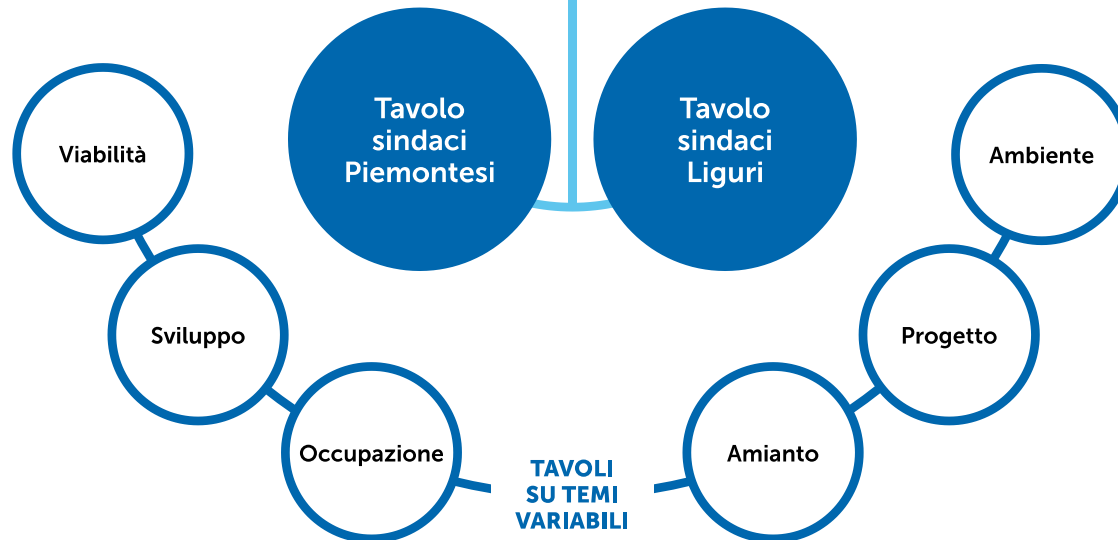 Tavolo
sindaci
Piemontesi
Tavolo
sindaci
Liguri
Viabilità
Ambiente
Sviluppo
Progetto
Occupazione
Amianto
TAVOLI
SU TEMI
VARIABILI